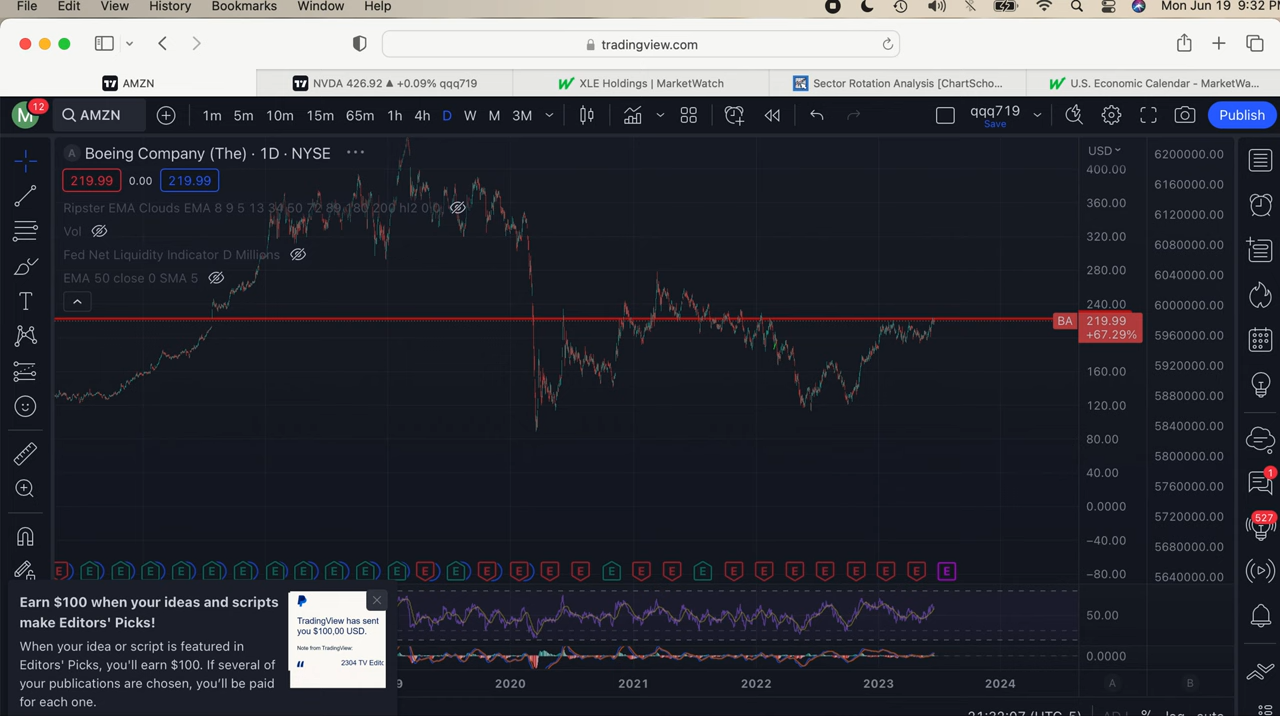 File Edit View History Bookmarks Window Help Mon Jun 19 9:32
tradingview.com
AMZN NVDA 426.92 ▲ +0.09% qqq719 XLE Holdings | MarketWatch Sector Rotation Analysis [ChartScho... U.S. Economic Calendar - MarketWa...
M 12 AMZN 1m 5m 10m 15m 65m 1h 4h D W M 3M qqq719 Save Publish
A Boeing Company (The) · 1D · NYSE ···
219.99 0.00 219.99
Ripster EMA Clouds EMA 8 9 5 13 34 50 72 89 180 200 hl2 0 0
Vol
Fed Net Liquidity Indicator D Millions
EMA 50 close 0 SMA 5
USD
400.00
360.00
320.00
280.00
240.00
BA 219.99
+67.29%
160.00
120.00
80.00
40.00
0.0000
−40.00
−80.00
50.00
0.0000
6200000.00
6160000.00
6120000.00
6080000.00
6040000.00
6000000.00
5960000.00
5920000.00
5880000.00
5840000.00
5800000.00
5760000.00
5720000.00
5680000.00
5640000.00
1
527
E E E E E E E E E E E E E E E E E E E E E E E E E E E E E E
Earn $100 when your ideas and scripts
make Editors' Picks!
When your idea or script is featured in
Editors' Picks, you'll earn $100. If several of
your publications are chosen, you'll be paid
for each one.
TradingView has sent
you $100,00 USD.
Note from TradingView:
2304 TV Edito
9 2020 2021 2022 2023 2024 A B